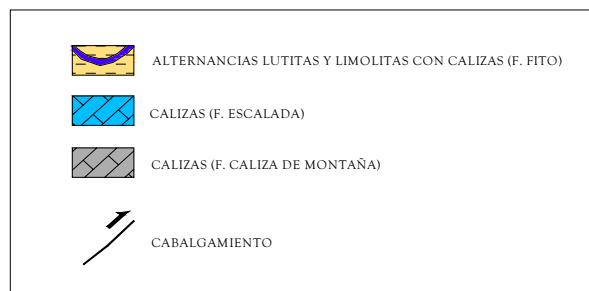 ALTERNANCIAS LUTITAS Y LIMOLITAS CON CALIZAS (F. FITO)
CALIZAS (F. ESCALADA)
CALIZAS (F. CALIZA DE MONTAÑA)
CABALGAMIENTO